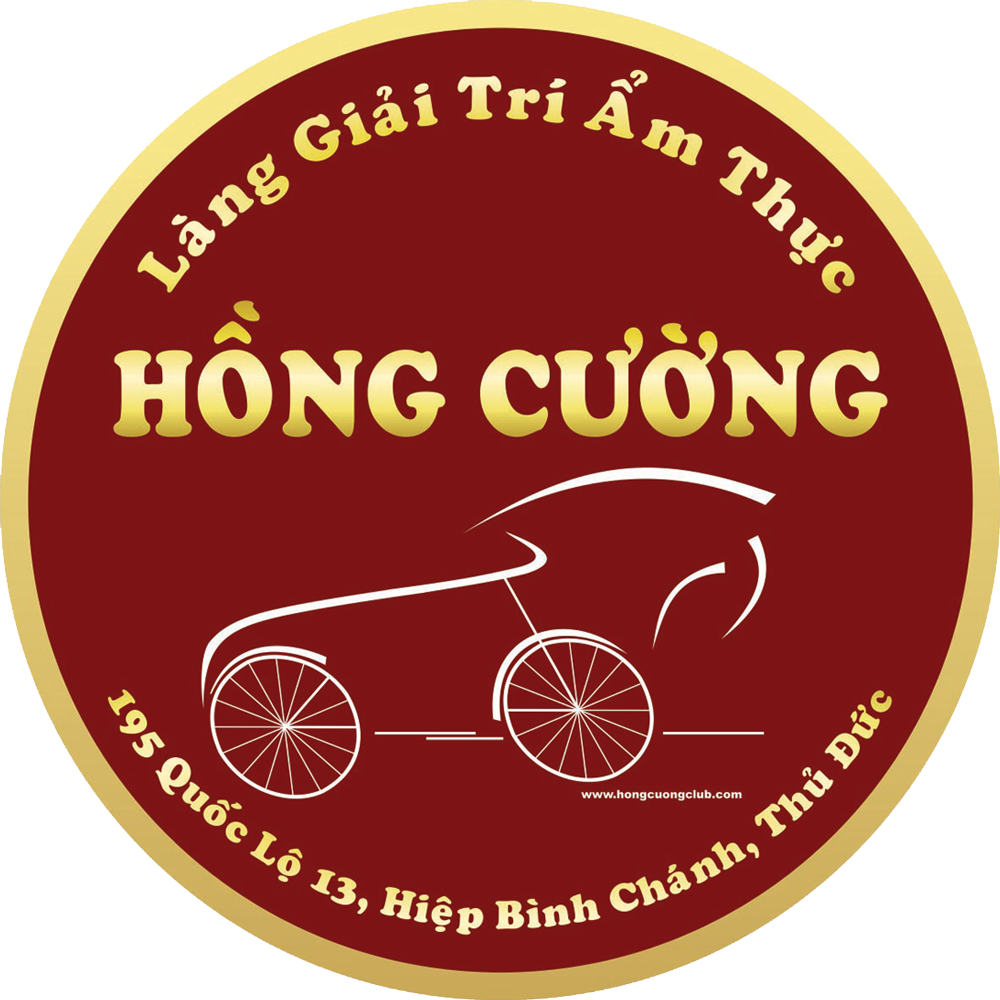 Làng Giải Trí Ẩm Thực
HỒNG CƯỜNG
www.hongcuongclub.com
195 Quốc Lộ 13, Hiệp Bình Chánh, Thủ Đức